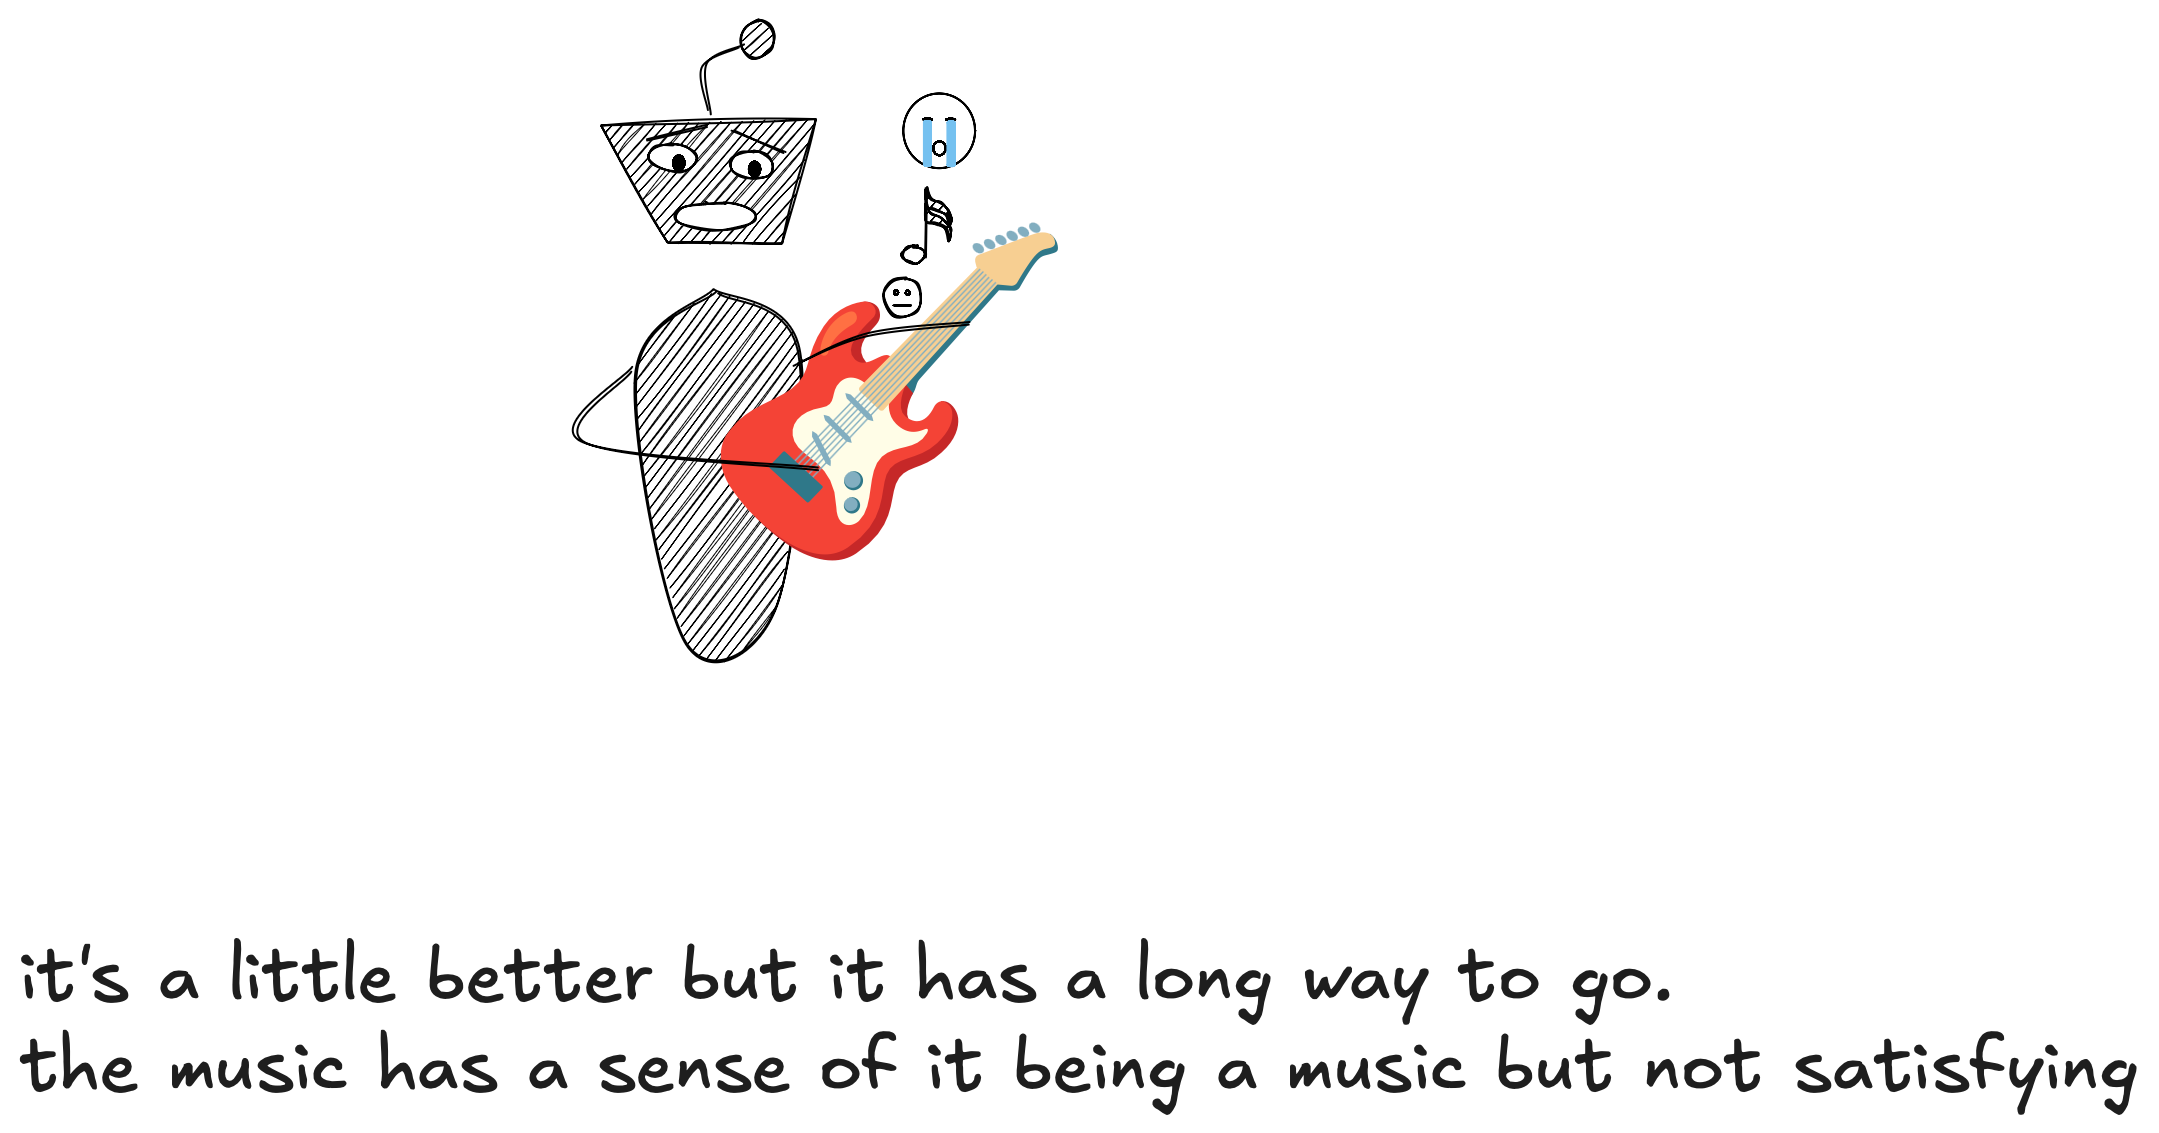 it's a little better but it has a long way to go.
the music has a sense of it being a music but not satisfying